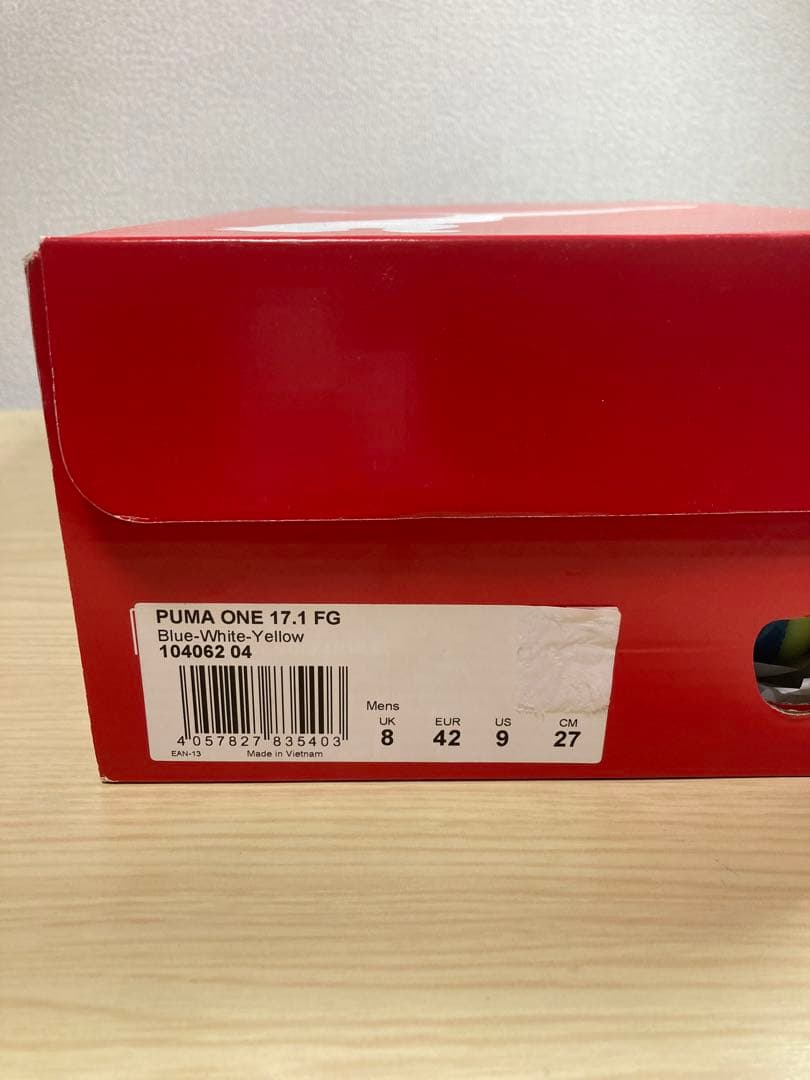 PUMA ONE 17.1 FG
Blue-White-Yellow
104062 04
4 057827 835403
EAN-13 Made in Vietnam
Mens
UK EUR US CM
8 42 9 27